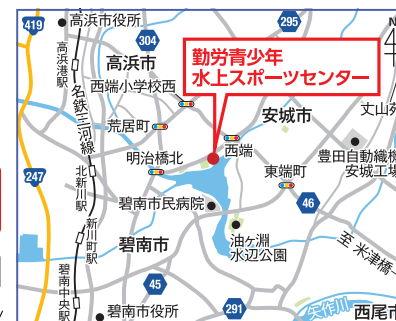 419
高浜市役所
295
N
高浜港駅
304
勤労青少年
水上スポーツセンター
高浜市
名鉄三河線
西端小学校西
安城市
丈山苑
荒居町
明治橋北
西端
豊田自動織機
安城工場
東端町
247
北新川駅
碧南市民病院
46
新川町駅
碧南市
油ヶ淵
水辺公園
至 米津橋
45
碧南中央駅
碧南市役所
291
矢作川
西尾市